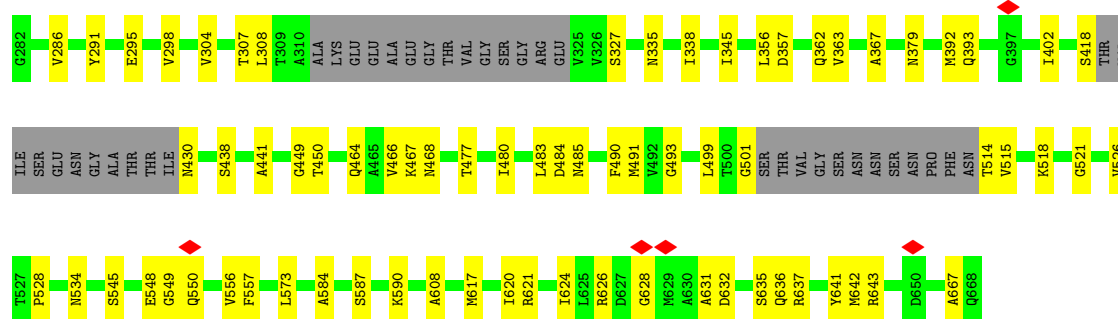 G282 V286 Y291 E295 V298 V304 T307 L308 T309 A310 ALA LYS GLU GLU ALA GLU GLY THR VAL GLY SER GLY ARG GLU V325 V326 S327 N335 I338 I345 L356 D357 Q362 V363 A367 N379 M392 Q393 G397 I402 S418 THR
ILE SER GLU ASN GLY ALA THR THR ILE N430 S438 A441 G449 T450 Q464 A465 V466 K467 N468 T477 I480 L483 D484 N485 F490 M491 V492 G493 L499 T500 G501 SER THR VAL GLY SER ASN ASN SER ASN PRO PHE ASN T514 V515 K518 G521 V526
T527 P528 N534 S545 E548 G549 Q550 V556 F557 L573 A584 S587 K590 A608 M617 I620 R621 I624 L625 R626 D627 G628 M629 A630 A631 D632 S635 Q636 R637 Y641 M642 R643 D650 A667 Q668